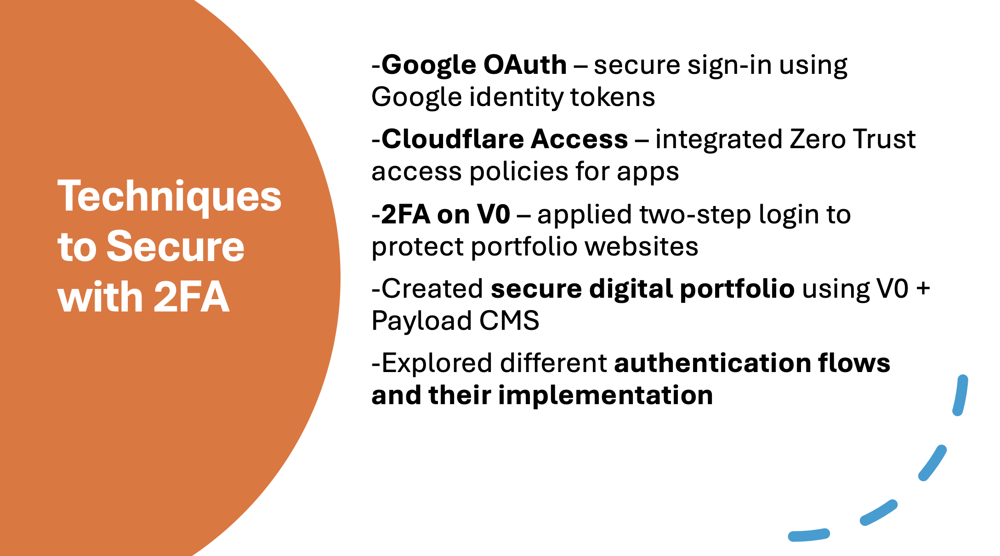 Techniques
to Secure
with 2FA
-Google OAuth – secure sign-in using
Google identity tokens
-Cloudflare Access – integrated Zero Trust
access policies for apps
-2FA on V0 – applied two-step login to
protect portfolio websites
-Created secure digital portfolio using V0 +
Payload CMS
-Explored different authentication flows
and their implementation